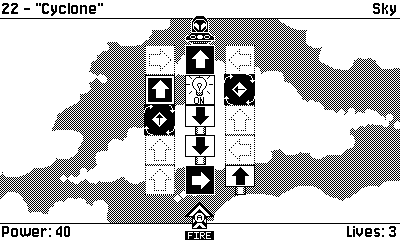 22 - "Cyclone" Sky
ON
FIRE
Power: 40 Lives: 3